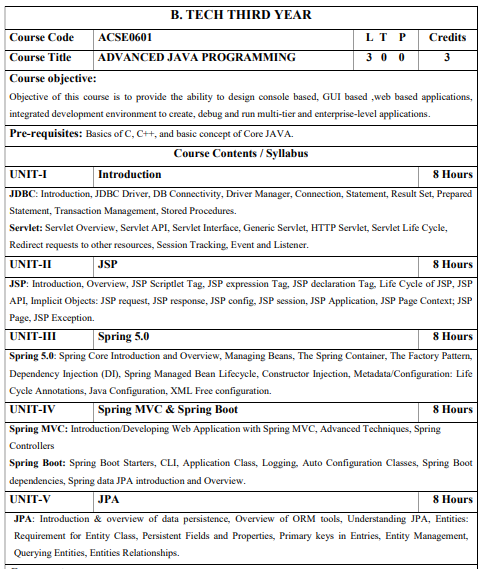 B. TECH THIRD YEAR
Course Code ACSE0601 L T P Credits
Course Title ADVANCED JAVA PROGRAMMING 3 0 0 3
Course objective:
Objective of this course is to provide the ability to design console based, GUI based ,web based applications,
integrated development environment to create, debug and run multi-tier and enterprise-level applications.
Pre-requisites: Basics of C, C++, and basic concept of Core JAVA.
Course Contents / Syllabus
UNIT-I Introduction 8 Hours
JDBC: Introduction, JDBC Driver, DB Connectivity, Driver Manager, Connection, Statement, Result Set, Prepared
Statement, Transaction Management, Stored Procedures.
Servlet: Servlet Overview, Servlet API, Servlet Interface, Generic Servlet, HTTP Servlet, Servlet Life Cycle,
Redirect requests to other resources, Session Tracking, Event and Listener.
UNIT-II JSP 8 Hours
JSP: Introduction, Overview, JSP Scriptlet Tag, JSP expression Tag, JSP declaration Tag, Life Cycle of JSP, JSP
API, Implicit Objects: JSP request, JSP response, JSP config, JSP session, JSP Application, JSP Page Context; JSP
Page, JSP Exception.
UNIT-III Spring 5.0 8 Hours
Spring 5.0: Spring Core Introduction and Overview, Managing Beans, The Spring Container, The Factory Pattern,
Dependency Injection (DI), Spring Managed Bean Lifecycle, Constructor Injection, Metadata/Configuration: Life
Cycle Annotations, Java Configuration, XML Free configuration.
UNIT-IV Spring MVC & Spring Boot 8 Hours
Spring MVC: Introduction/Developing Web Application with Spring MVC, Advanced Techniques, Spring
Controllers
Spring Boot: Spring Boot Starters, CLI, Application Class, Logging, Auto Configuration Classes, Spring Boot
dependencies, Spring data JPA introduction and Overview.
UNIT-V JPA 8 Hours
JPA: Introduction & overview of data persistence, Overview of ORM tools, Understanding JPA, Entities:
Requirement for Entity Class, Persistent Fields and Properties, Primary keys in Entries, Entity Management,
Querying Entities, Entities Relationships.